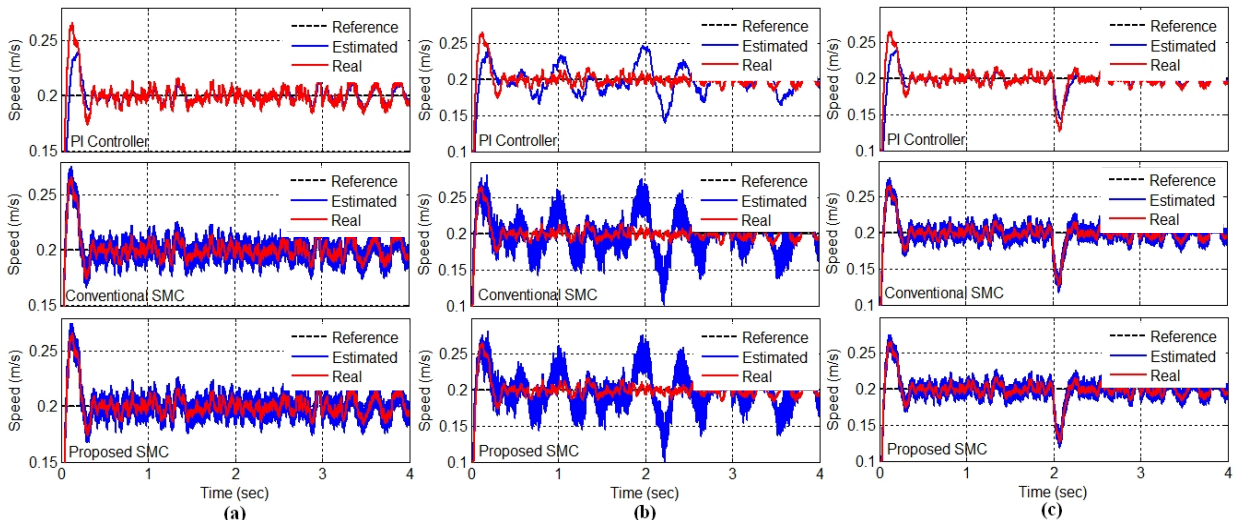 Speed (m/s)
0.25
0.2
0.15
Reference
Estimated
Real
PI Controller
Speed (m/s)
0.25
0.2
0.15
Reference
Estimated
Real
Conventional SMC
Speed (m/s)
0.25
0.2
0.15
Reference
Estimated
Real
Proposed SMC
0 1 2 3 4
Time (sec)
(a)
Speed (m/s)
0.25
0.2
0.15
0.1
Reference
Estimated
Real
PI Controller
Speed (m/s)
0.25
0.2
0.15
0.1
Reference
Estimated
Real
Conventional SMC
Speed (m/s)
0.25
0.2
0.15
0.1
Reference
Estimated
Real
Proposed SMC
0 1 2 3 4
Time (sec)
(b)
Speed (m/s)
0.25
0.2
0.15
0.1
Reference
Estimated
Real
PI Controller
Speed (m/s)
0.25
0.2
0.15
0.1
Reference
Estimated
Real
Conventional SMC
Speed (m/s)
0.25
0.2
0.15
0.1
Reference
Estimated
Real
Proposed SMC
0 1 2 3 4
Time (sec)
(c)